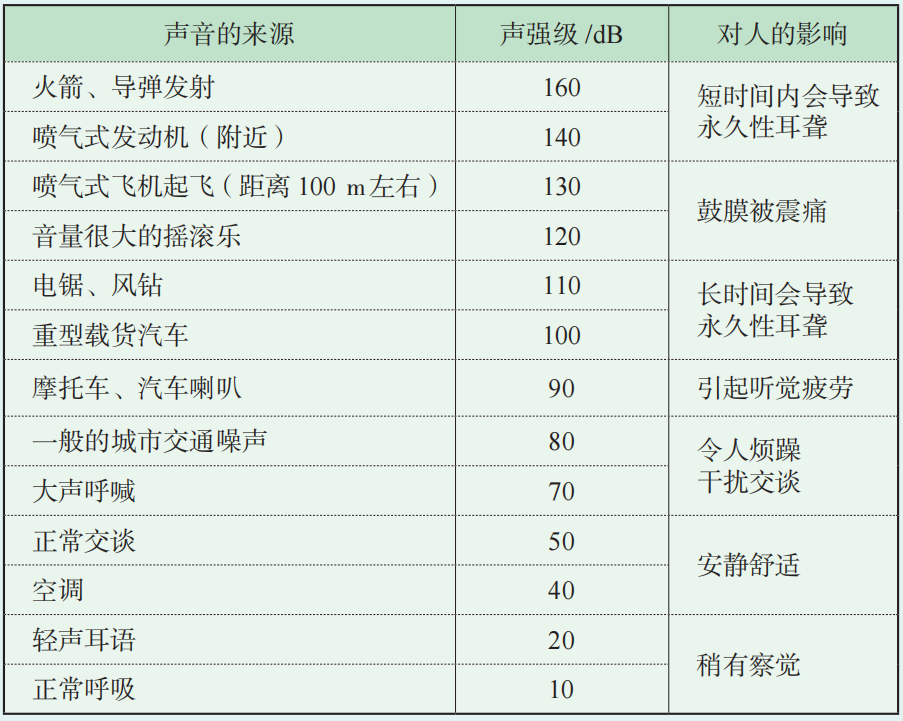 声音的来源 声强级/dB 对人的影响
火箭、导弹发射 160 短时间内会导致
永久性耳聋
喷气式发动机（附近） 140
喷气式飞机起飞（距离100 m左右） 130 鼓膜被震痛
音量很大的摇滚乐 120
电锯、风钻 110 长时间会导致
永久性耳聋
重型载货汽车 100
摩托车、汽车喇叭 90 引起听觉疲劳
一般的城市交通噪声 80 令人烦躁
干扰交谈
大声呼喊 70
正常交谈 50 安静舒适
空调 40
轻声耳语 20 稍有察觉
正常呼吸 10